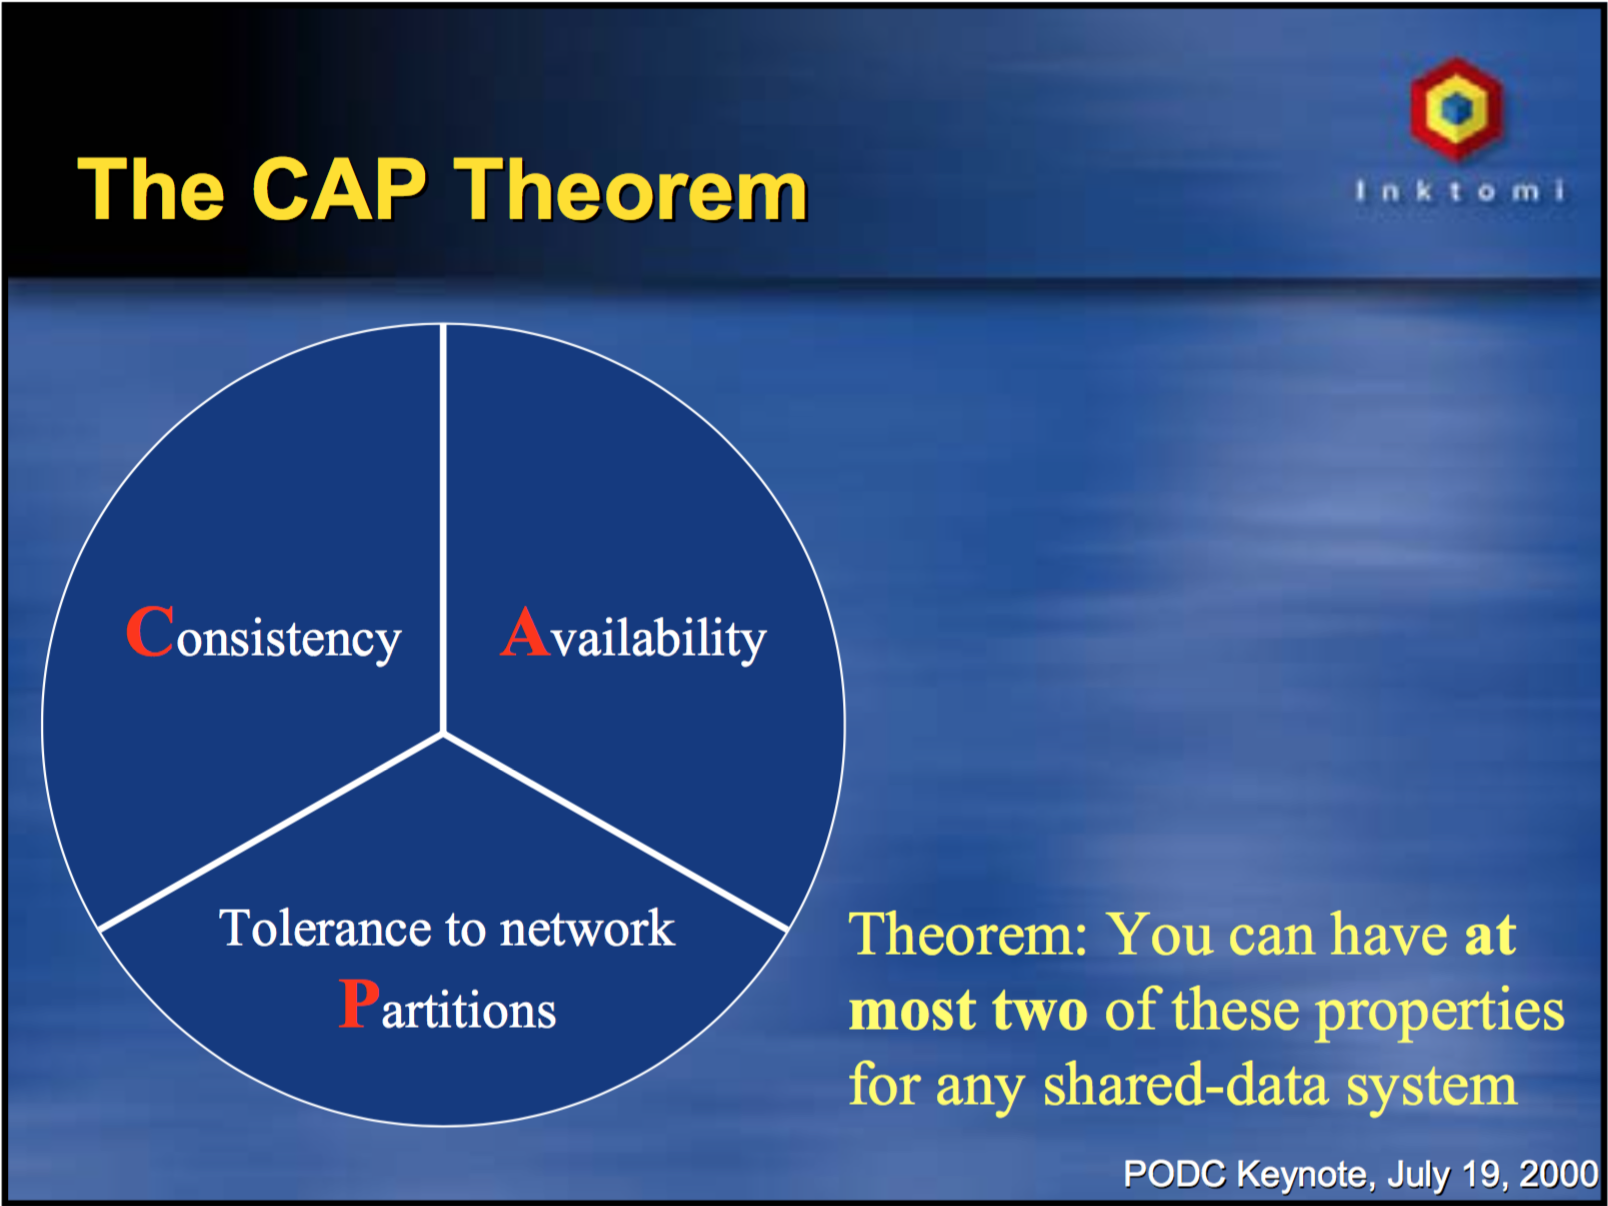 The CAP Theorem
Inktomi
Consistency
Availability
Tolerance to network
Partitions
Theorem: You can have at
most two of these properties
for any shared-data system
PODC Keynote, July 19, 2000